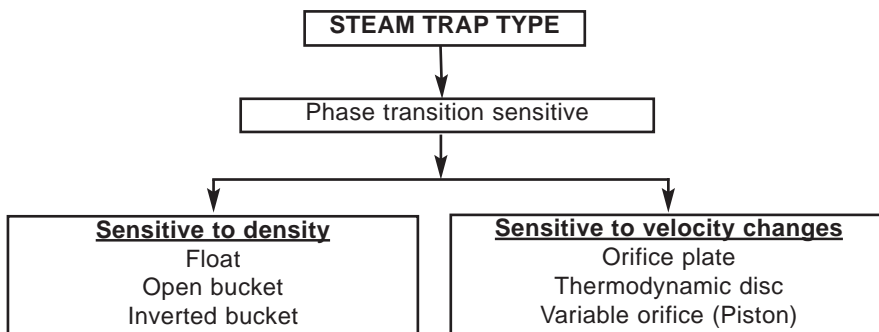 STEAM TRAP TYPE
Phase transition sensitive
Sensitive to density
Float
Open bucket
Inverted bucket
Sensitive to velocity changes
Orifice plate
Thermodynamic disc
Variable orifice (Piston)